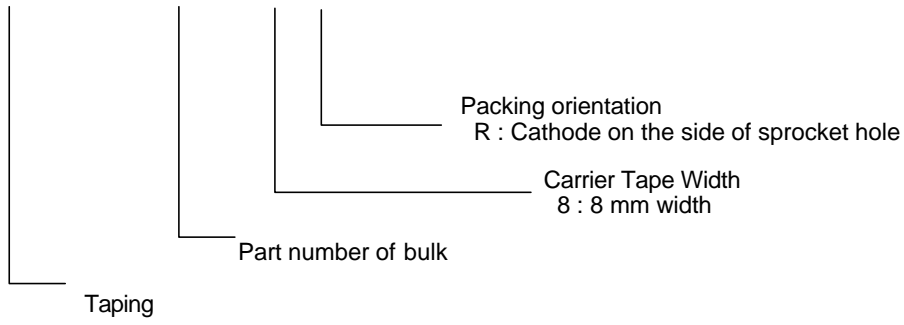 Packing orientation
R : Cathode on the side of sprocket hole
Carrier Tape Width
8 : 8 mm width
Part number of bulk
Taping